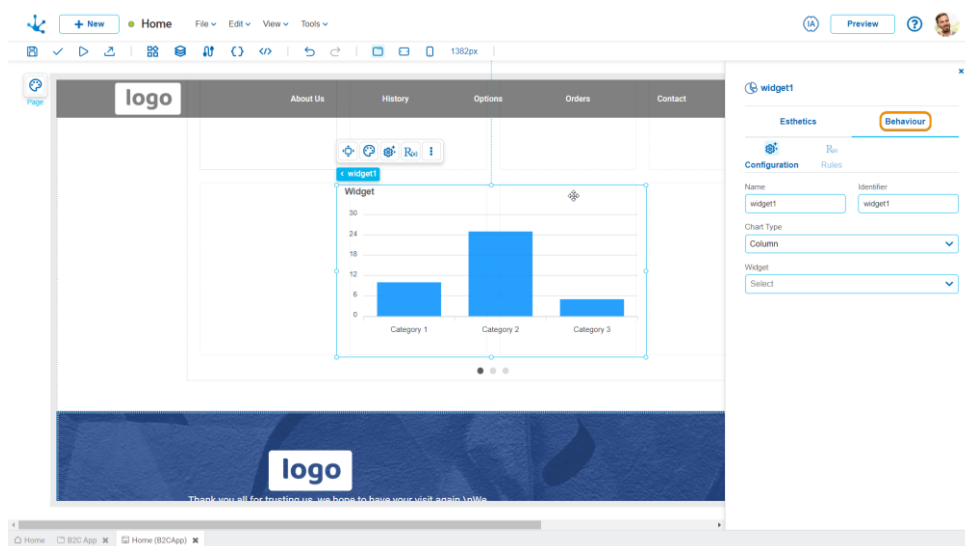 + New
Home
File
Edit
View
Tools
IA
Preview
?
1382px
Page
logo
About Us
History
Options
Orders
Contact
R(x)
widget1
Widget
30
24
18
12
6
0
Category 1
Category 2
Category 3
logo
Thank you all for trusting us, we hope to have your visit again.\nWe
widget1
Esthetics
Behaviour
Configuration
R(x)
Rules
Name
Identifier
widget1
widget1
Chart Type
Column
Widget
Select
Home
B2C App
Home (B2CApp)